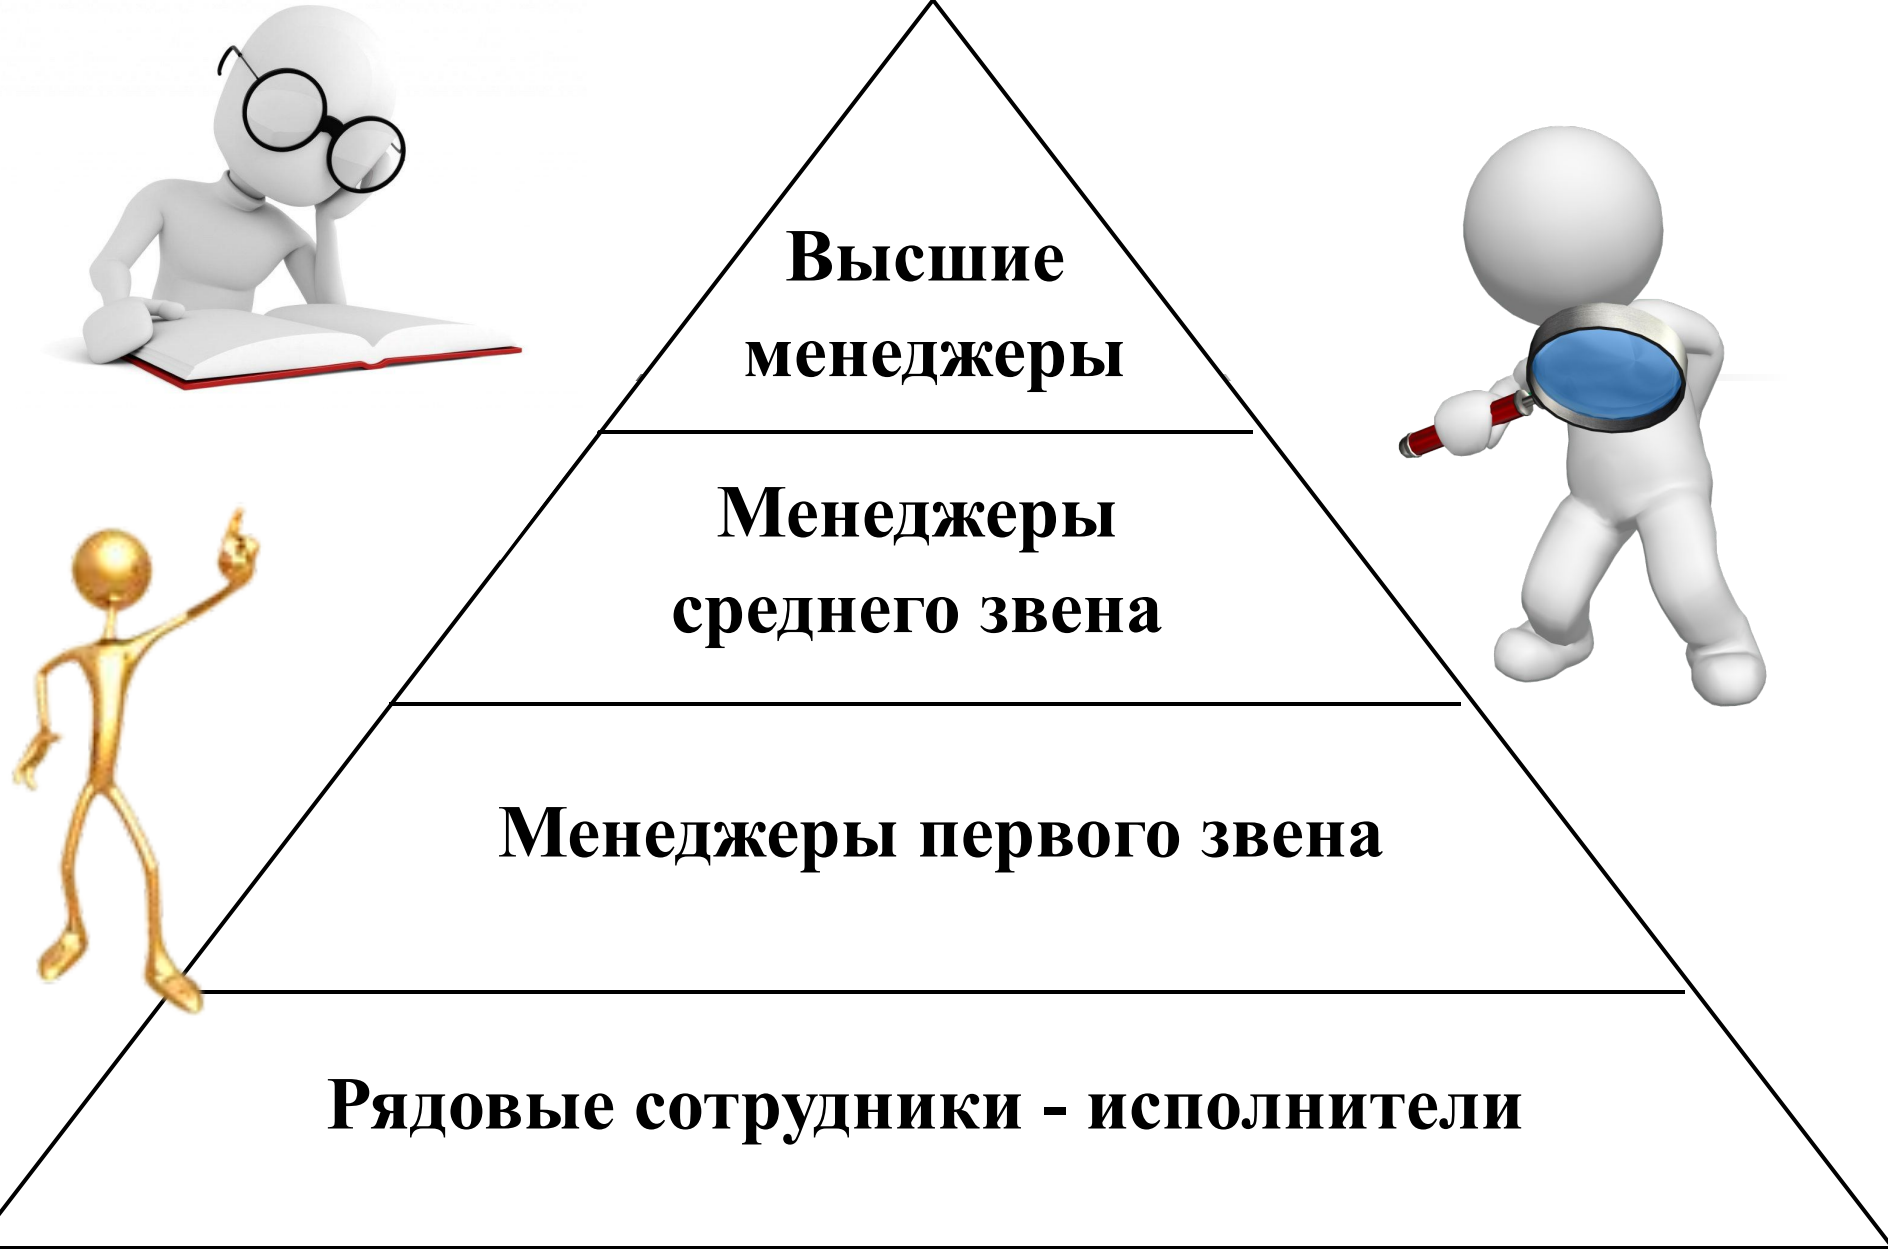 Высшие
менеджеры
Менеджеры
среднего звена
Менеджеры первого звена
Рядовые сотрудники - исполнители